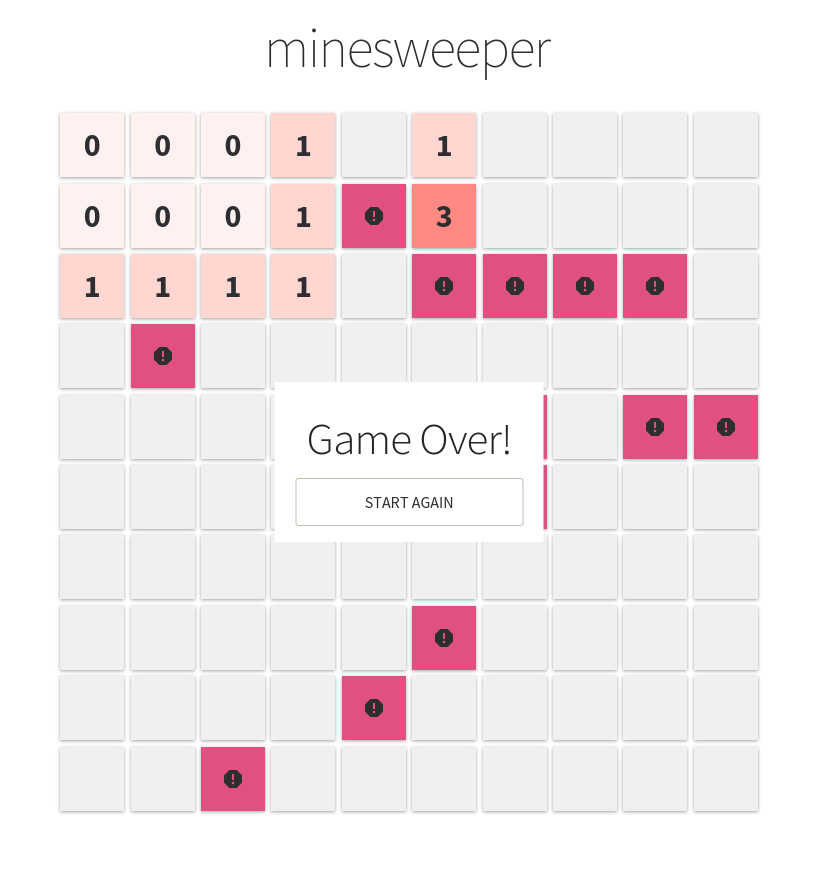 minesweeper
0 0 0 1 1
0 0 0 1 3
1 1 1 1
Game Over!
START AGAIN